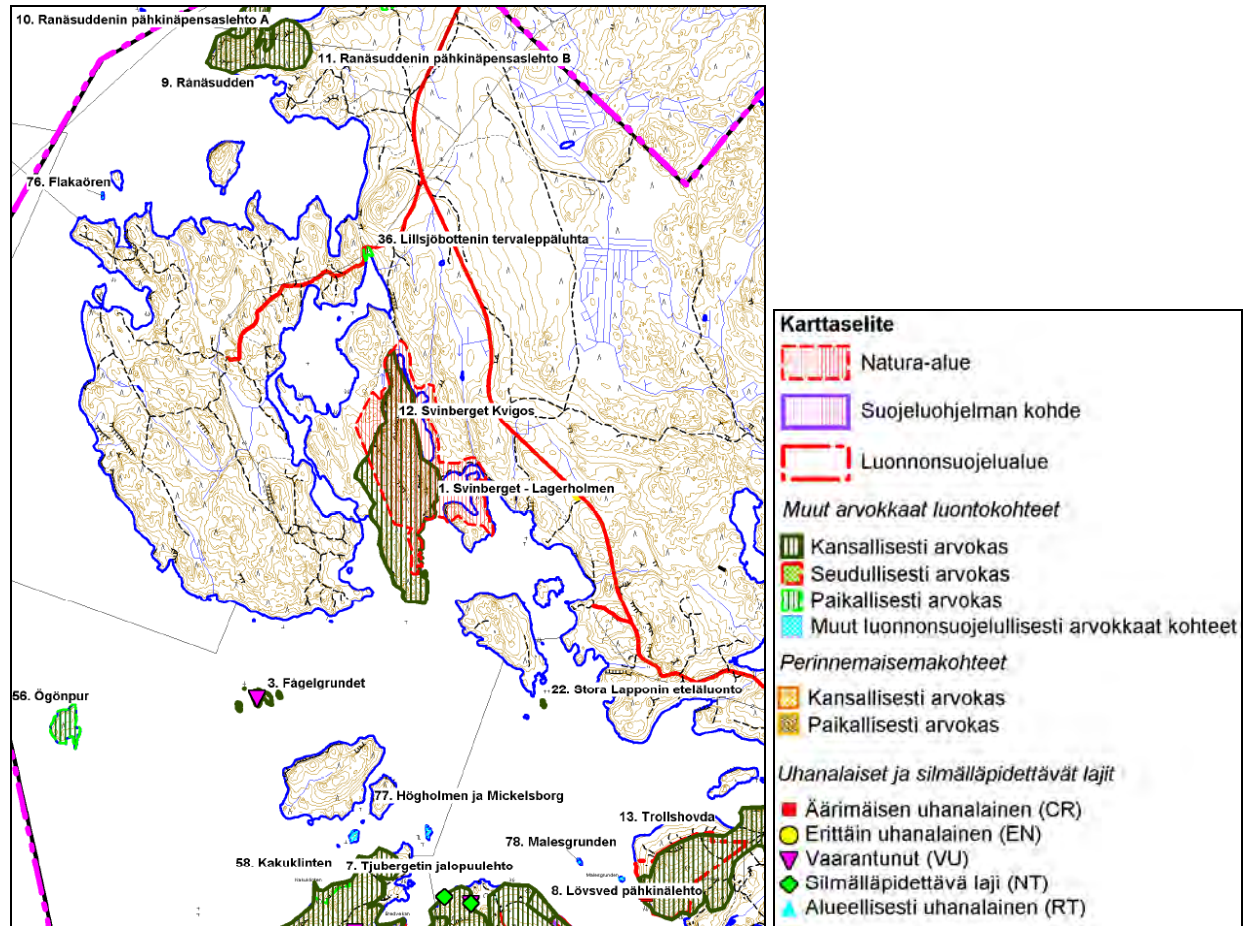 10. Ranäsuddenin pähkinäpensaslehto A
11. Ranäsuddenin pähkinäpensaslehto B
9. Ränäsudden
76. Flakaören
36. Lillsjöbottenin tervaleppäluhta
12. Svinberget Kvigos
1. Svinberget - Lagerholmen
3. Fågelgrundet
22. Stora Lapponin eteläluonto
56. Ögönpur
77. Högholmen ja Mickelsborg
13. Trollshovda
78. Malesgrunden
Malesgrunden
58. Kakuklinten
7. Tjubergetin jalopuulehto
8. Lövsved pähkinälehto
Karttaselite
Natura-alue
Suojeluohjelman kohde
Luonnonsuojelualue
Muut arvokkaat luontokohteet
Kansallisesti arvokas
Seudullisesti arvokas
Paikallisesti arvokas
Muut luonnonsuojelullisesti arvokkaat kohteet
Perinnemaisemakohteet
Kansallisesti arvokas
Paikallisesti arvokas
Uhanalaiset ja silmälläpidettävät lajit
Äärimäisen uhanalainen (CR)
Erittäin uhanalainen (EN)
Vaarantunut (VU)
Silmälläpidettävä laji (NT)
Alueellisesti uhanalainen (RT)